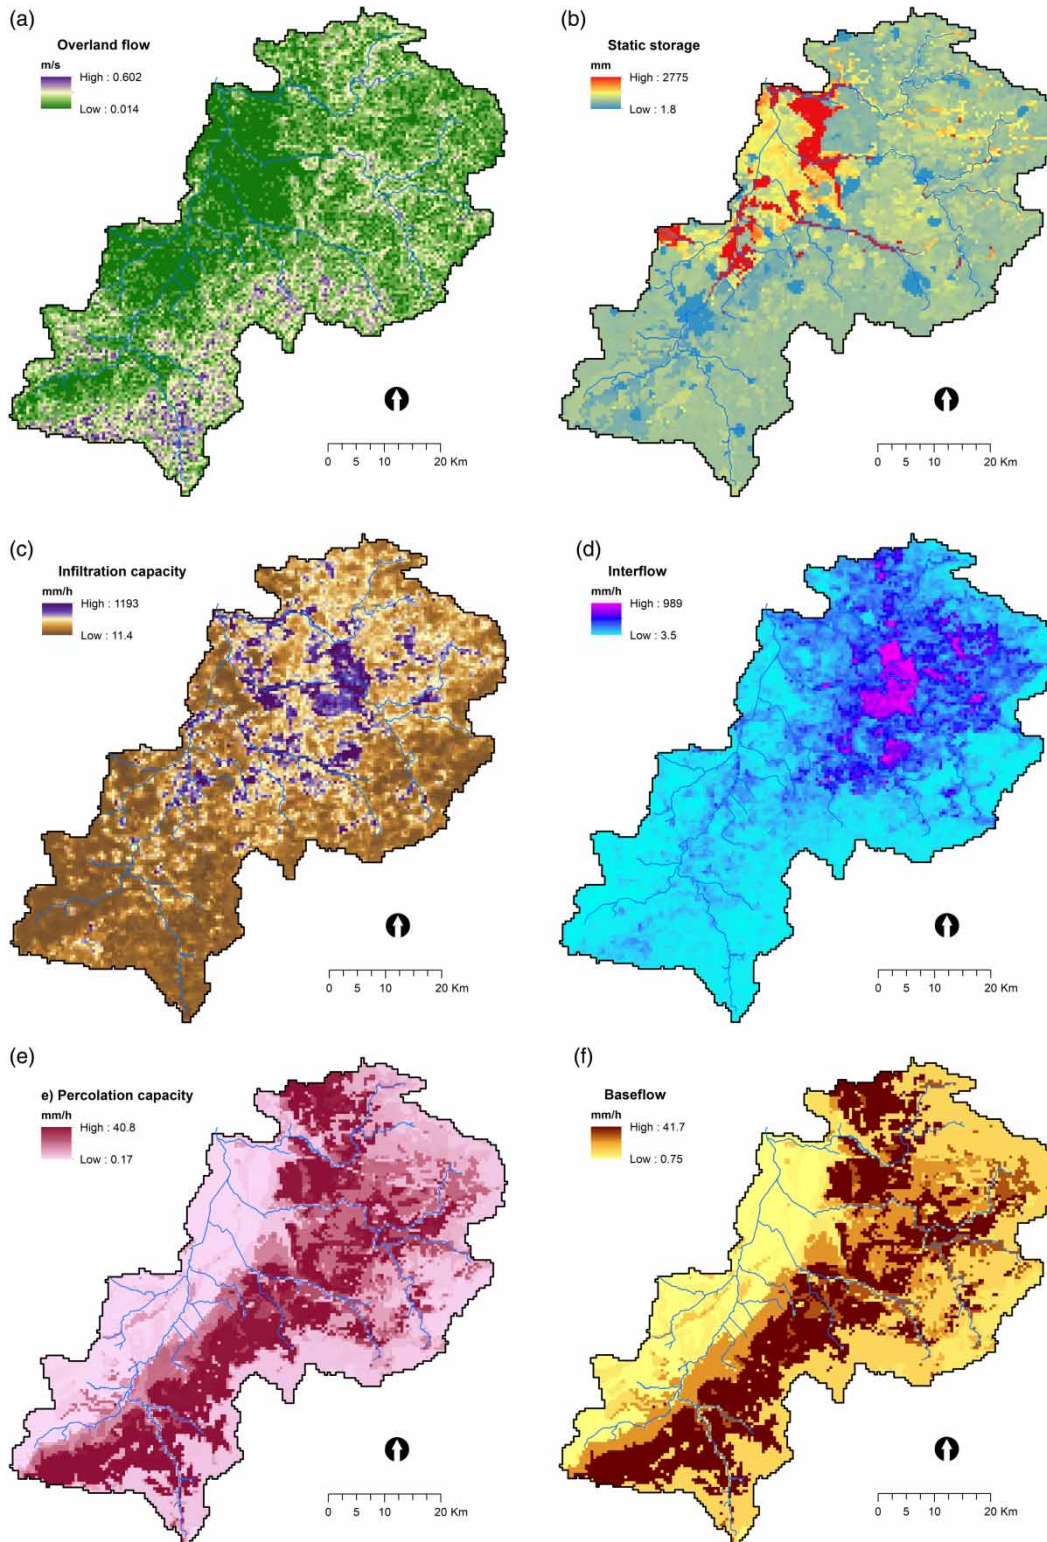 (a)
Overland flow
m/s
High : 0.602
Low : 0.014
0 5 10 20 Km
(b)
Static storage
mm
High : 2775
Low : 1.8
0 5 10 20 Km
(c)
Infiltration capacity
mm/h
High : 1193
Low : 11.4
0 5 10 20 Km
(d)
Interflow
mm/h
High : 989
Low : 3.5
0 5 10 20 Km
(e)
e) Percolation capacity
mm/h
High : 40.8
Low : 0.17
0 5 10 20 Km
(f)
Baseflow
mm/h
High : 41.7
Low : 0.75
0 5 10 20 Km